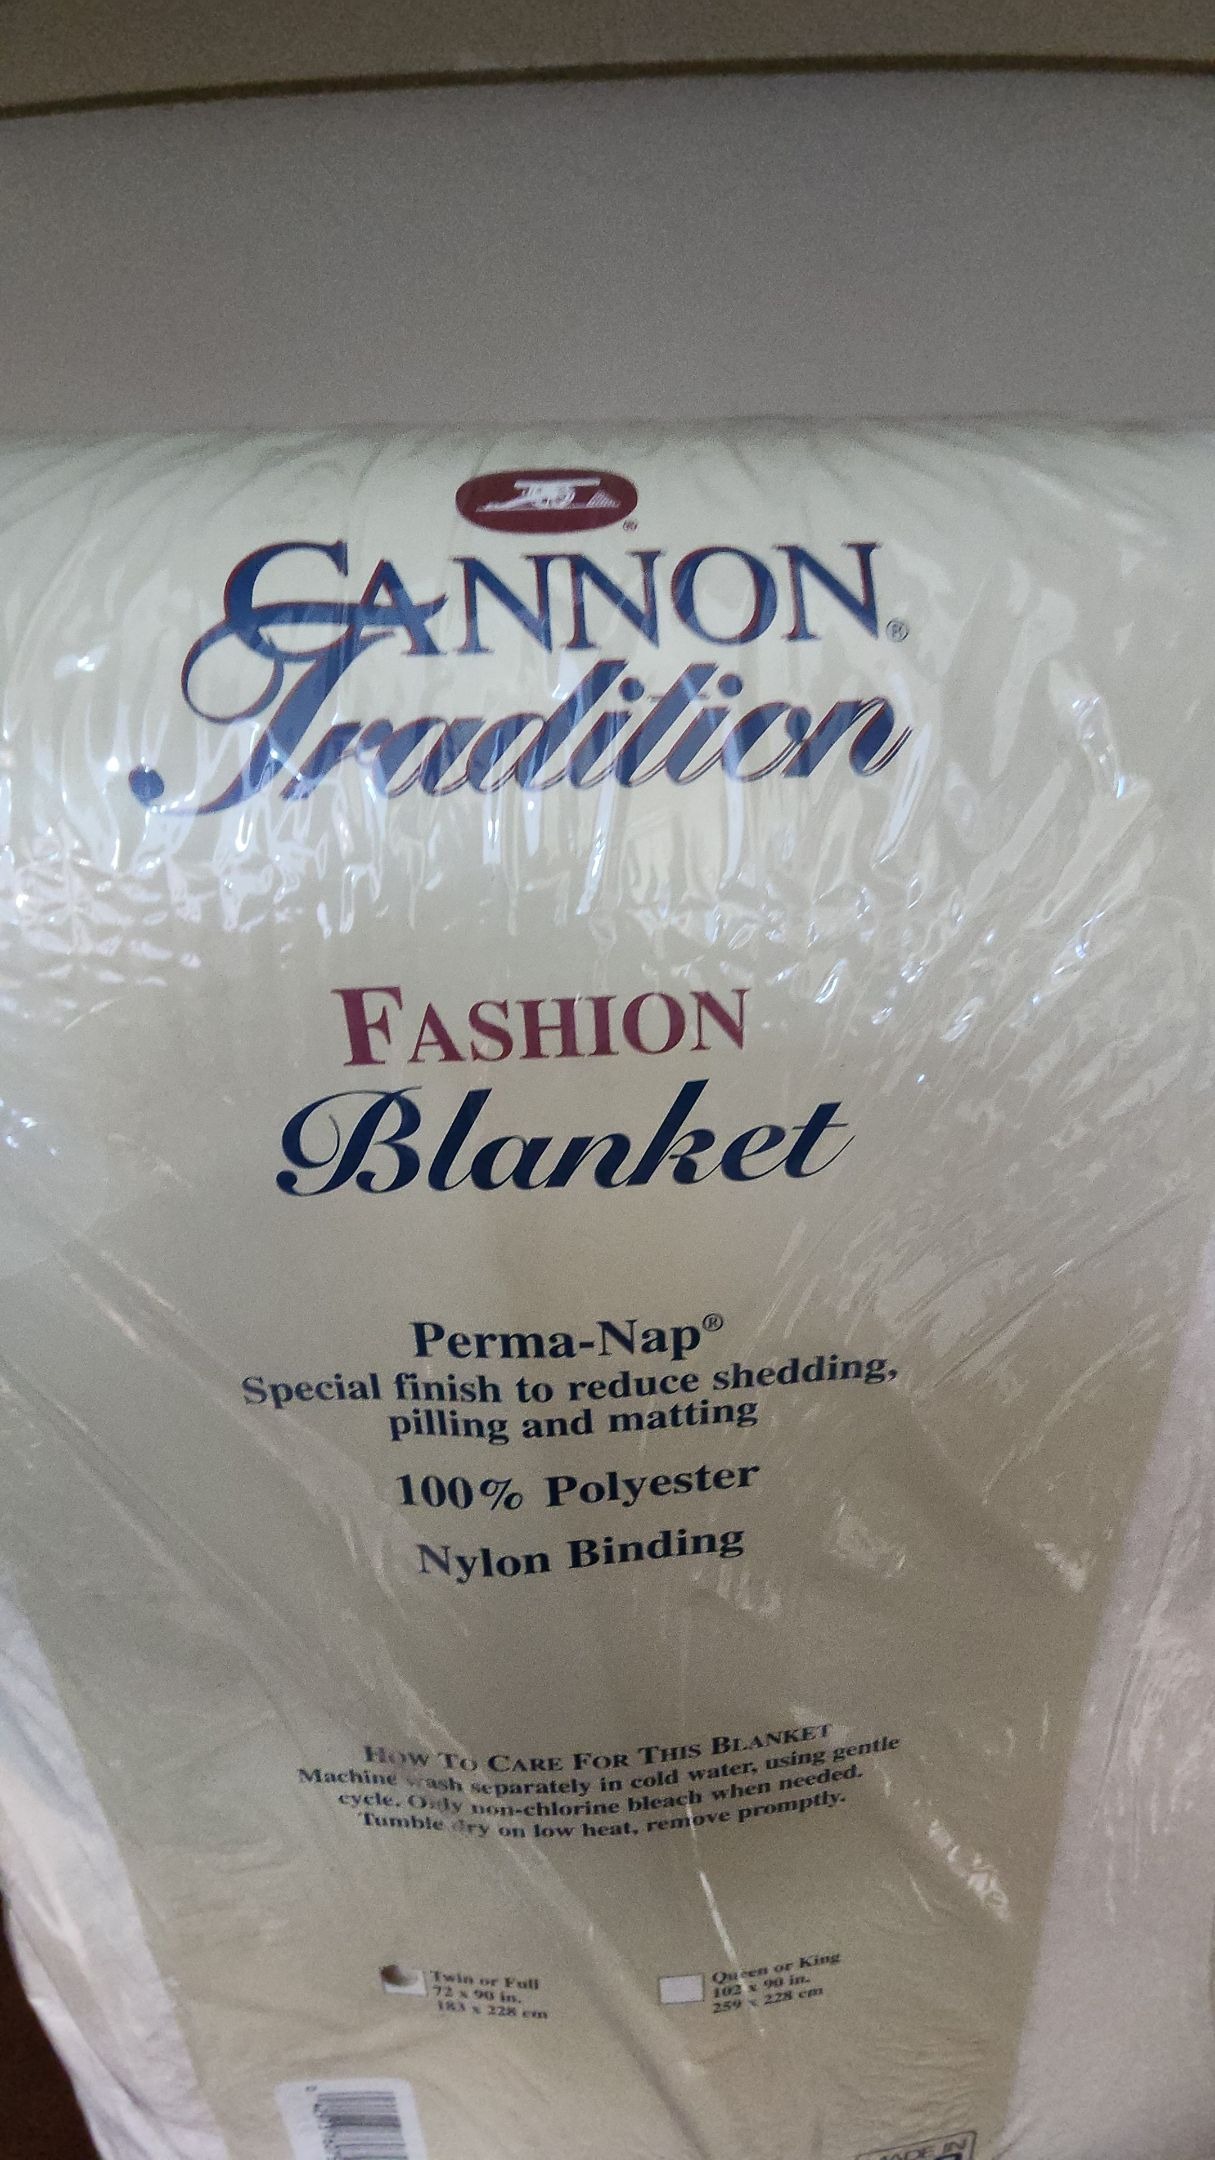 CANNON®
Tradition
FASHION
Blanket
Perma-Nap®
Special finish to reduce shedding,
pilling and matting
100% Polyester
Nylon Binding
HOW TO CARE FOR THIS BLANKET
Machine wash separately in cold water, using gentle
cycle. Only non-chlorine bleach when needed.
Tumble dry on low heat, remove promptly.
Twin or Full
72 x 90 in.
183 x 228 cm
Queen or King
102 x 90 in.
259 x 228 cm
MADE IN